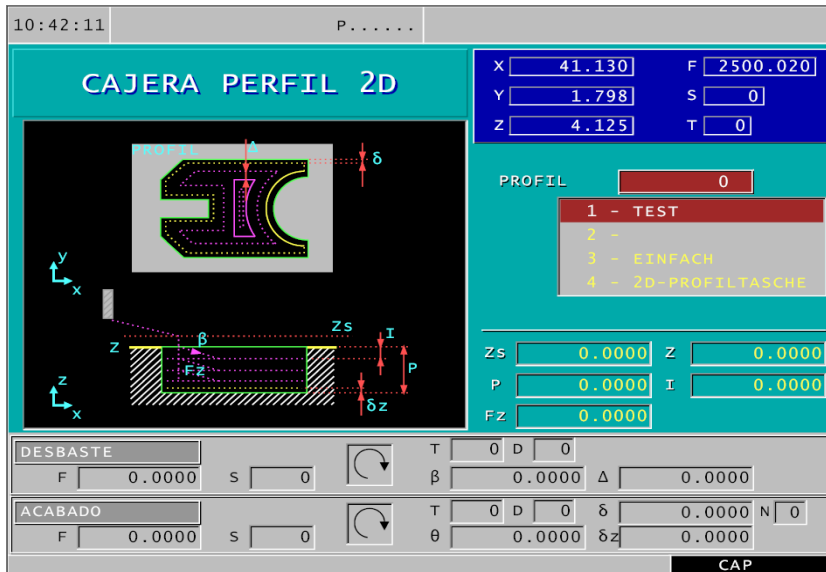 10:42:11 P......
CAJERA PERFIL 2D
X 41.130 F 2500.020
Y 1.798 S 0
Z 4.125 T 0
PROFIL Δ
δ
y
x
Zs I
Z β
Fz P
z
x
δz
PROFIL 0
1 - TEST
2 -
3 - EINFACH
4 - 2D-PROFILTASCHE
Zs 0.0000 Z 0.0000
P 0.0000 I 0.0000
Fz 0.0000
DESBASTE T 0 D 0
F 0.0000 S 0 β 0.0000 Δ 0.0000
ACABADO T 0 D 0 δ 0.0000 N 0
F 0.0000 S 0 θ 0.0000 δz 0.0000
CAP